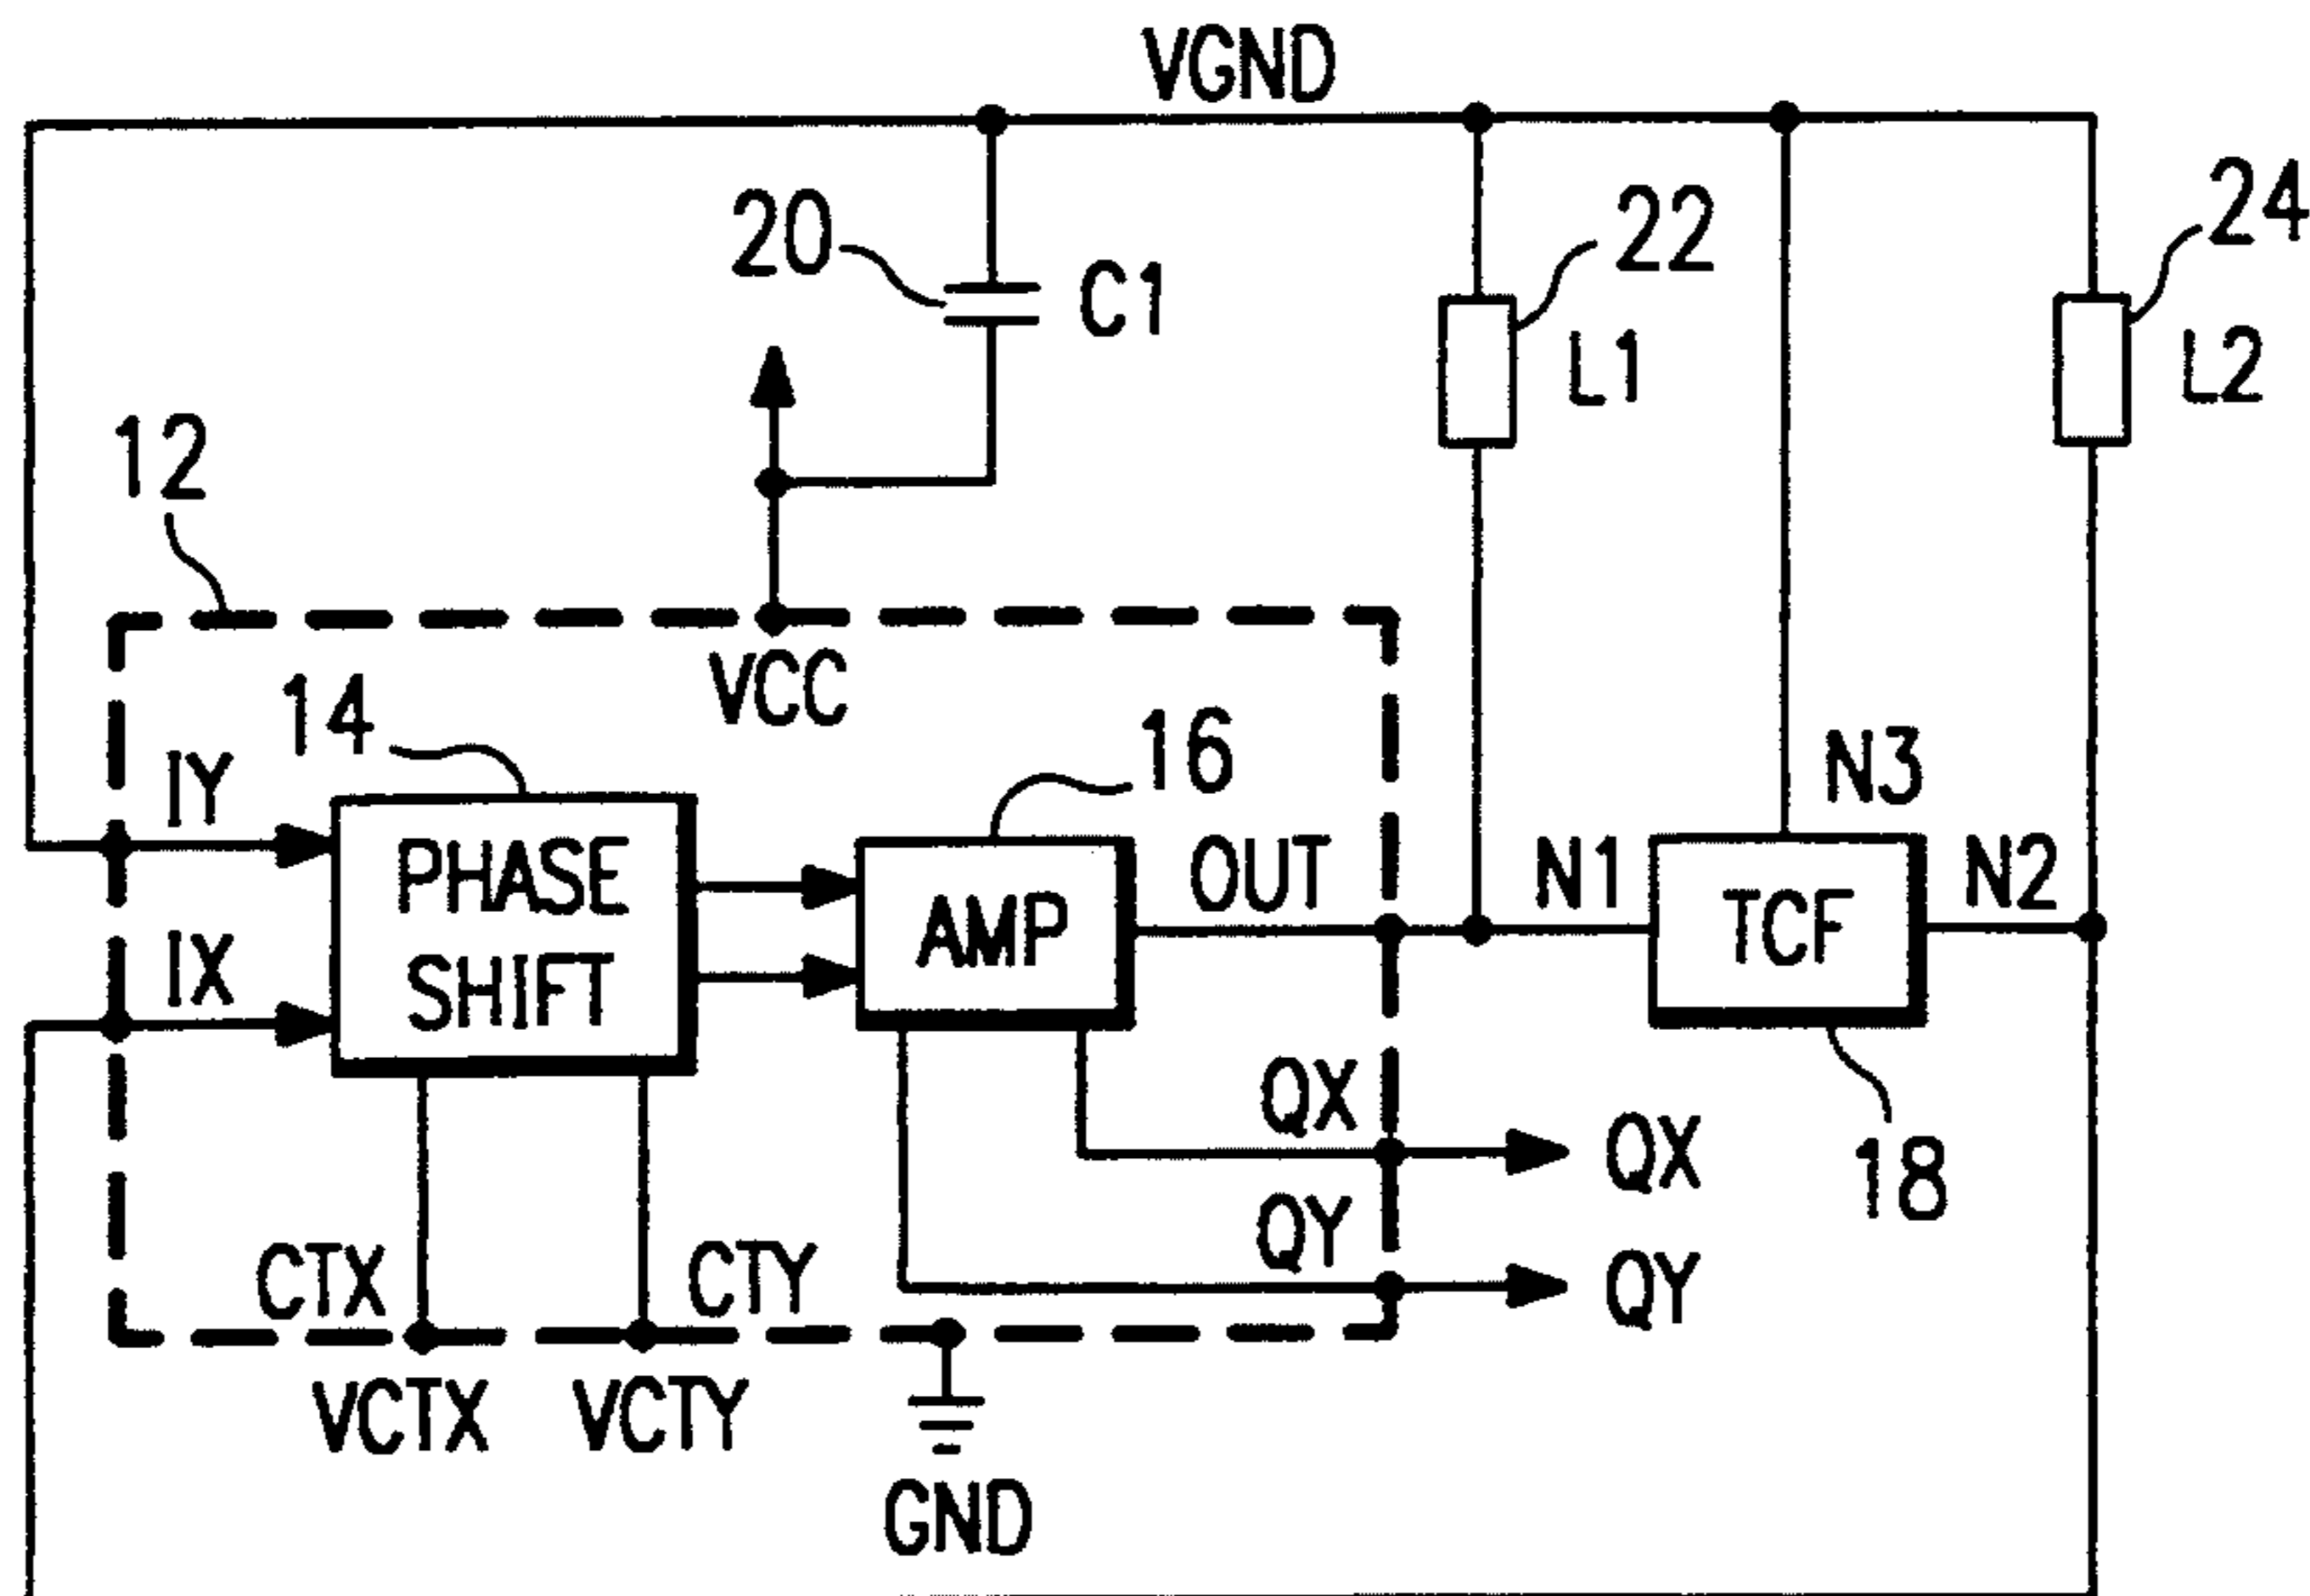 VGND
20
C1
22
L1
24
L2
12
VCC
14
16
IY
IX
PHASE
SHIFT
AMP
OUT
N1
N3
TCF
N2
18
QX
QX
QY
QY
CTX
CTY
VCTX
VCTY
GND